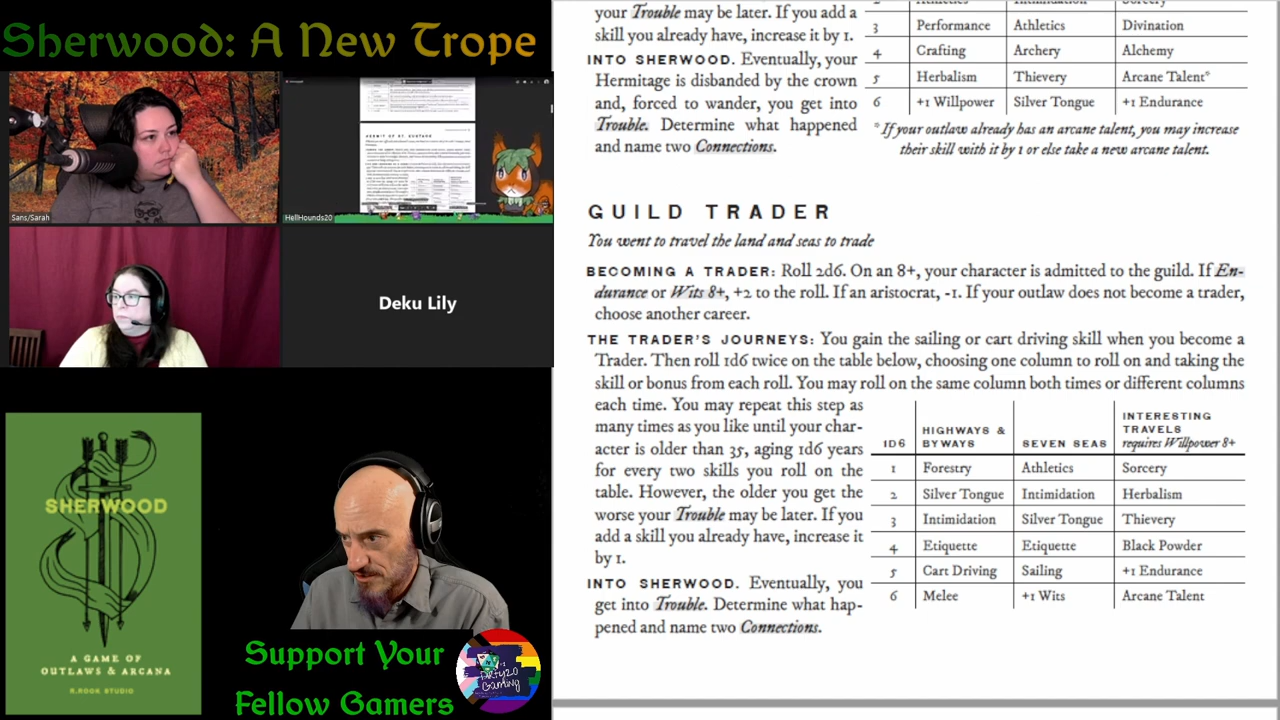 Sherwood: A New Trope
Sans/Sarah
HERMIT OF ST. DUNSTAN
HellHounds20
Deku Lily
SHERWOOD
A GAME OF
OUTLAWS & ARCANA
R.ROOK STUDIO
Support Your
Fellow Gamers
Dirty20
Gaming
your Trouble may be later. If you add a
skill you already have, increase it by 1.
INTO SHERWOOD. Eventually, your
Hermitage is disbanded by the crown
and, forced to wander, you get into
Trouble. Determine what happened
and name two Connections.
3 Performance Athletics Divination
4 Crafting Archery Alchemy
5 Herbalism Thievery Arcane Talent*
6 +1 Willpower Silver Tongue +1 Endurance
* If your outlaw already has an arcane talent, you may increase
their skill with it by 1 or else take a new arcane talent.
GUILD TRADER
You went to travel the land and seas to trade
BECOMING A TRADER: Roll 2d6. On an 8+, your character is admitted to the guild. If En-
durance or Wits 8+, +2 to the roll. If an aristocrat, -1. If your outlaw does not become a trader,
choose another career.
THE TRADER'S JOURNEYS: You gain the sailing or cart driving skill when you become a
Trader. Then roll 1d6 twice on the table below, choosing one column to roll on and taking the
skill or bonus from each roll. You may roll on the same column both times or different columns
each time. You may repeat this step as
many times as you like until your char-
acter is older than 35, aging 1d6 years
for every two skills you roll on the
table. However, the older you get the
worse your Trouble may be later. If you
add a skill you already have, increase it
by 1.
INTO SHERWOOD. Eventually, you
get into Trouble. Determine what hap-
pened and name two Connections.
1D6 HIGHWAYS & BYWAYS SEVEN SEAS INTERESTING TRAVELS requires Willpower 8+
1 Forestry Athletics Sorcery
2 Silver Tongue Intimidation Herbalism
3 Intimidation Silver Tongue Thievery
4 Etiquette Etiquette Black Powder
5 Cart Driving Sailing +1 Endurance
6 Melee +1 Wits Arcane Talent